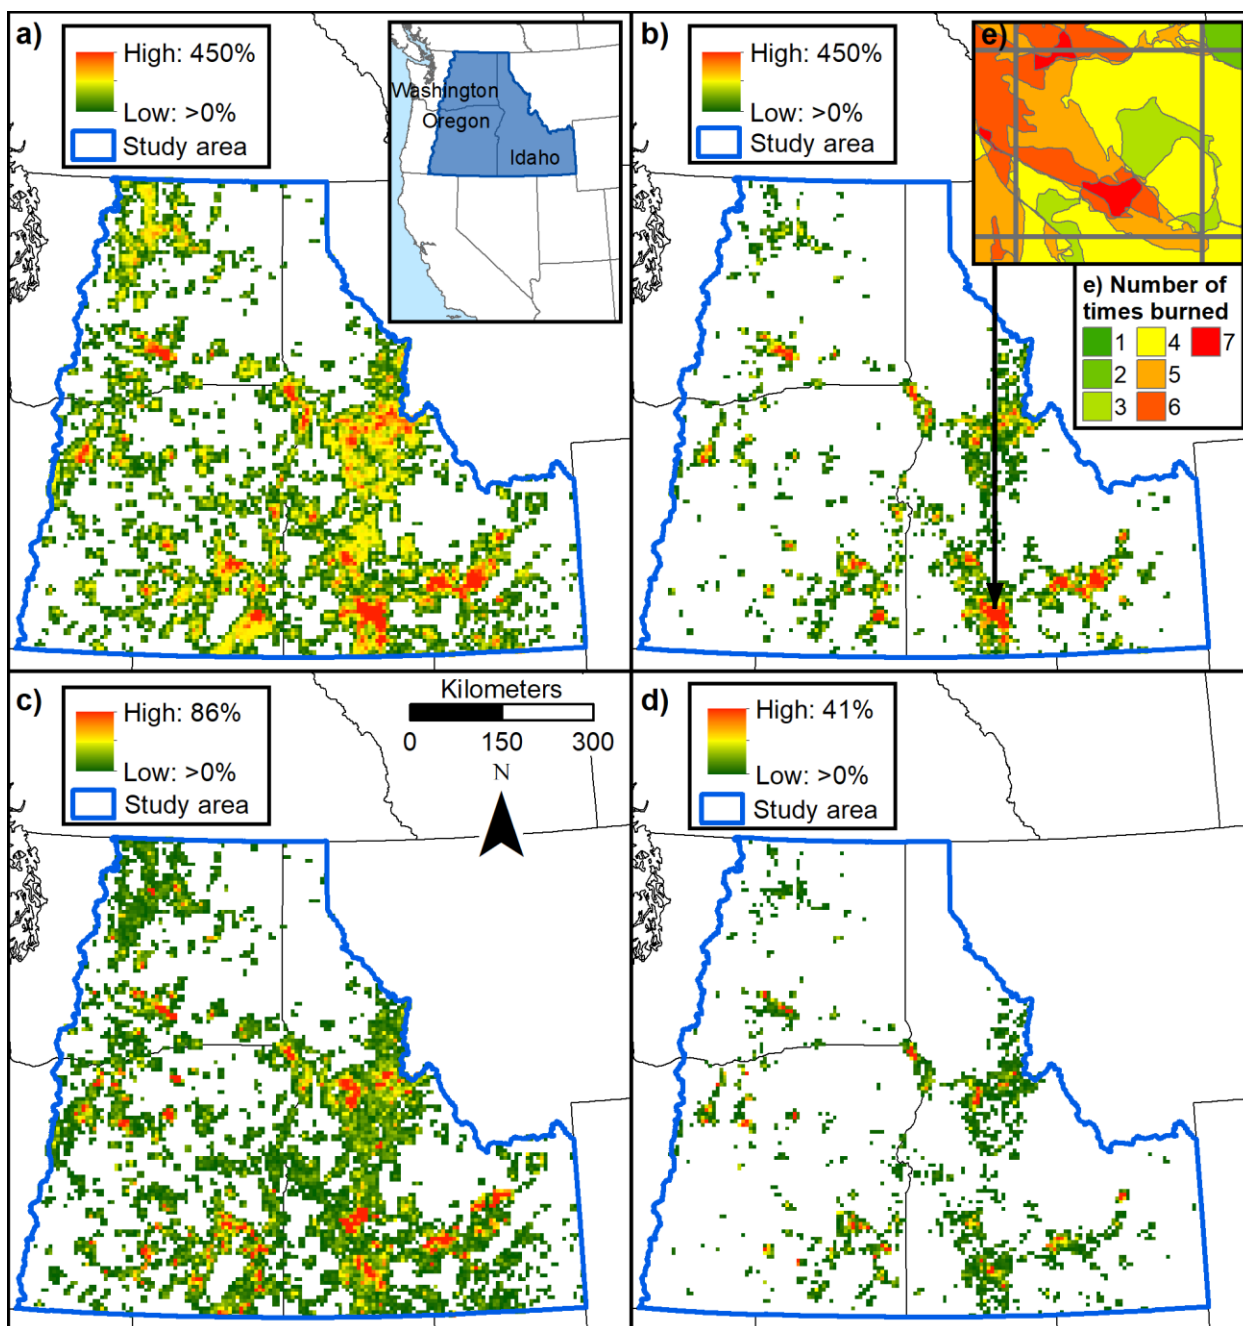 a)
High: 450%
Low: >0%
Study area
Washington
Oregon
Idaho
b)
High: 450%
Low: >0%
Study area
e)
e) Number of
times burned
1 4 7
2 5
3 6
c)
High: 86%
Low: >0%
Study area
Kilometers
0 150 300
N
d)
High: 41%
Low: >0%
Study area